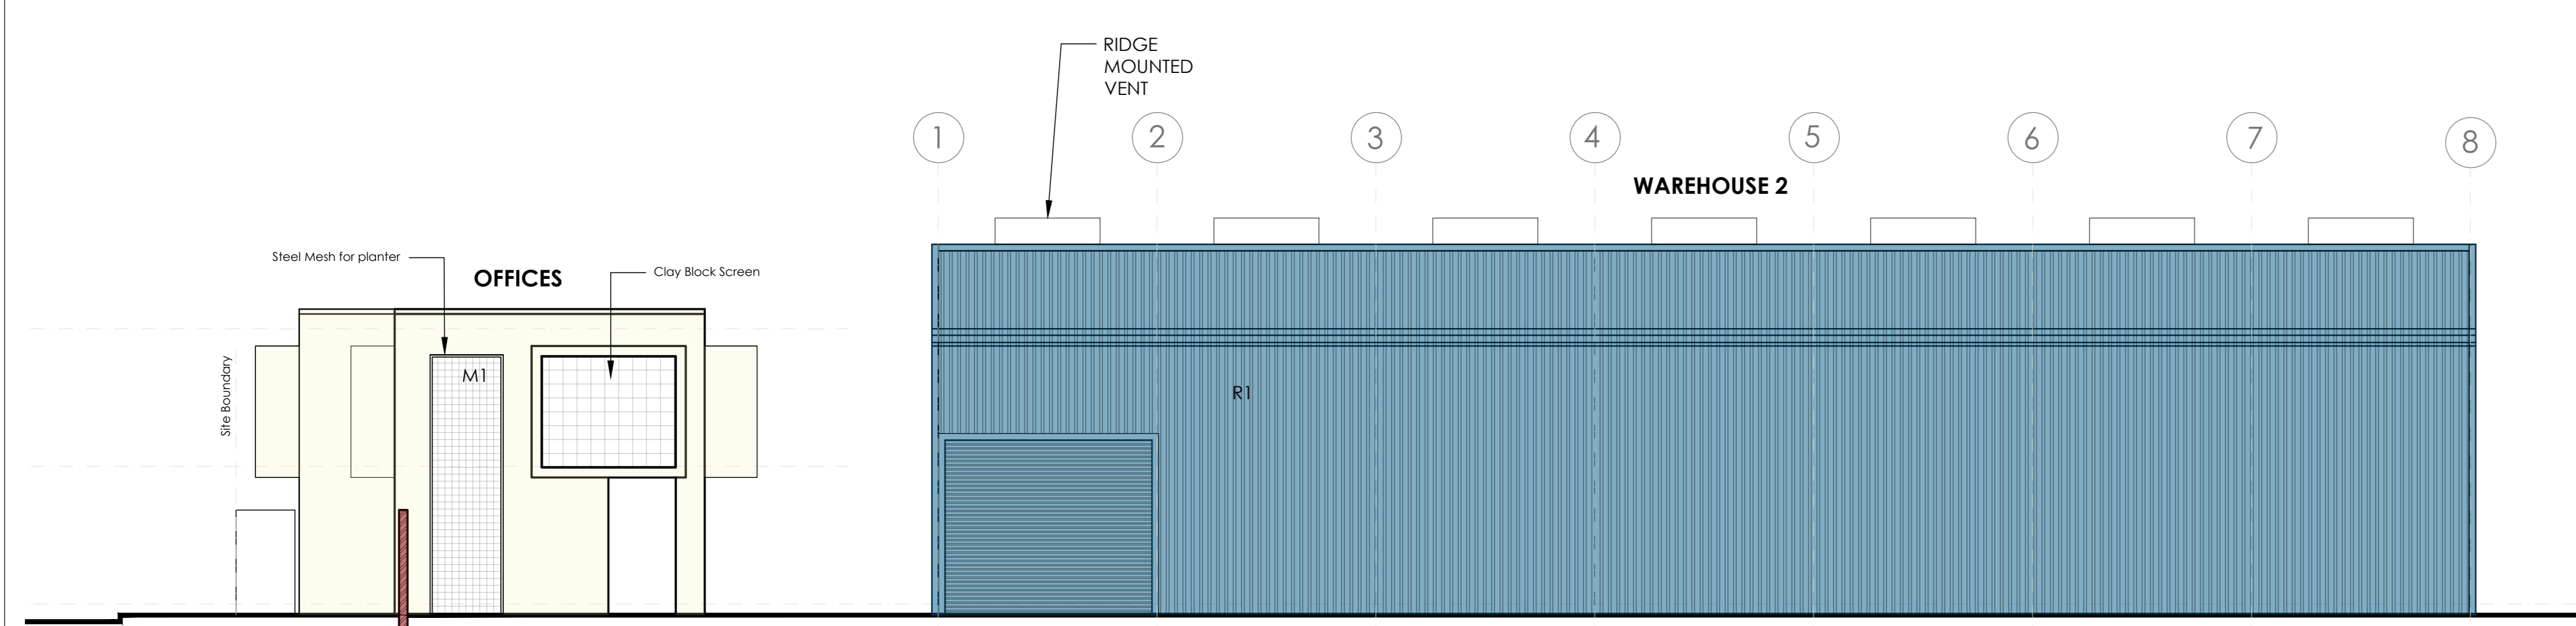 RIDGE
MOUNTED
VENT
1
2
3
4
5
6
7
8
WAREHOUSE 2
Steel Mesh for planter
OFFICES
Clay Block Screen
Site Boundary
M1
R1